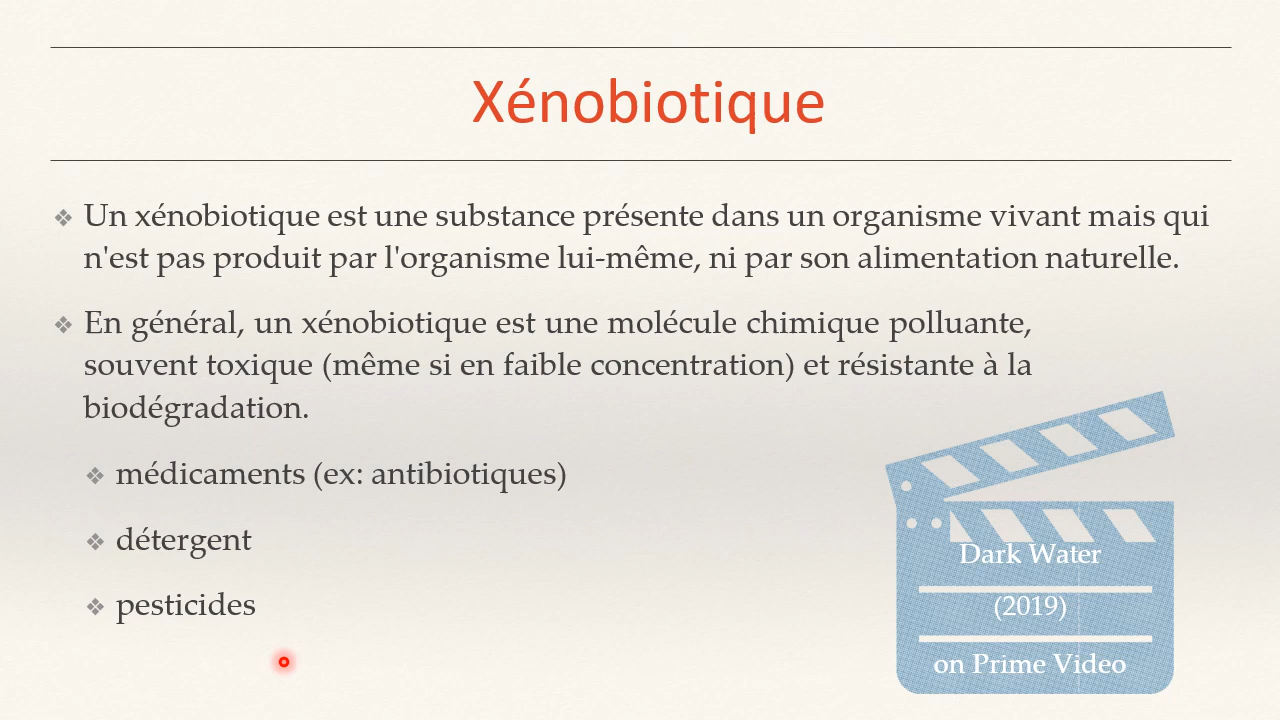 Xénobiotique
Un xénobiotique est une substance présente dans un organisme vivant mais qui
n'est pas produit par l'organisme lui-même, ni par son alimentation naturelle.
En général, un xénobiotique est une molécule chimique polluante,
souvent toxique (même si en faible concentration) et résistante à la
biodégradation.
médicaments (ex: antibiotiques)
détergent
pesticides
Dark Water
(2019)
on Prime Video